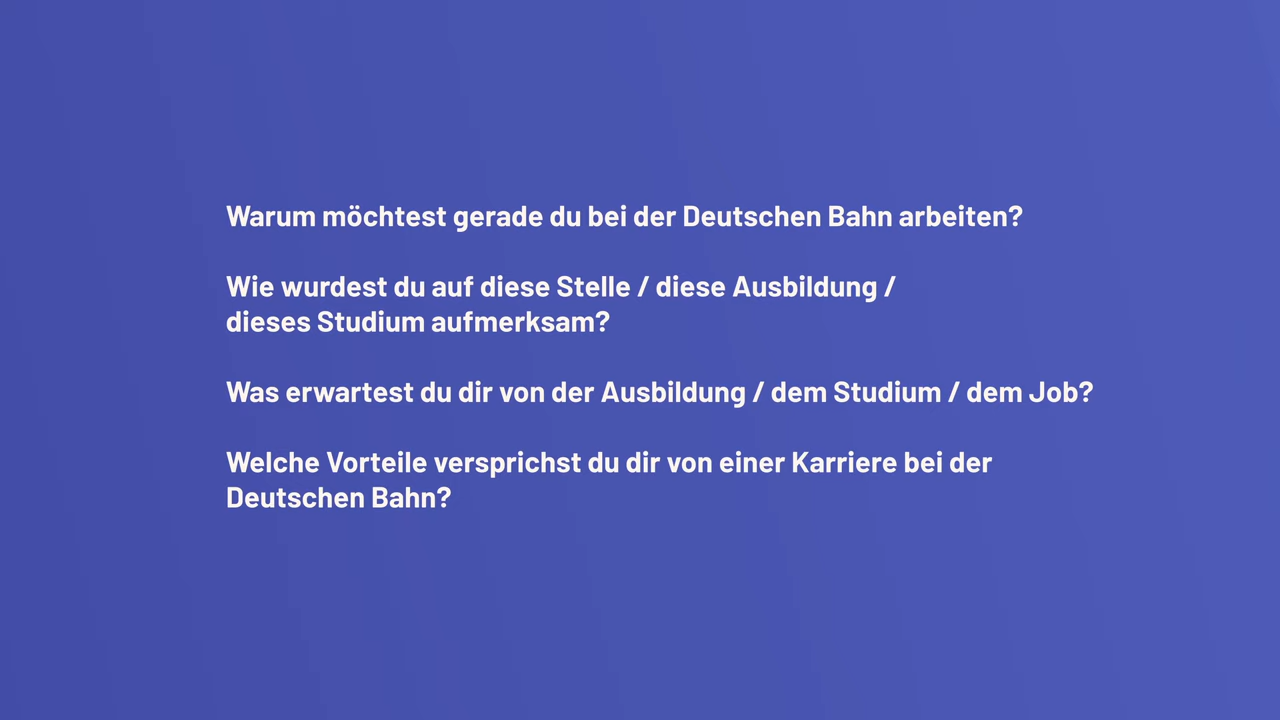 Warum möchtest gerade du bei der Deutschen Bahn arbeiten?
Wie wurdest du auf diese Stelle / diese Ausbildung /
dieses Studium aufmerksam?
Was erwartest du dir von der Ausbildung / dem Studium / dem Job?
Welche Vorteile versprichst du dir von einer Karriere bei der
Deutschen Bahn?